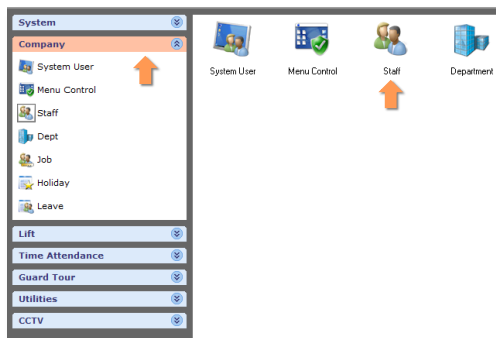 System
Company
System User
Menu Control
Staff
Dept
Job
Holiday
Leave
Lift
Time Attendance
Guard Tour
Utilities
CCTV
System User
Menu Control
Staff
Department